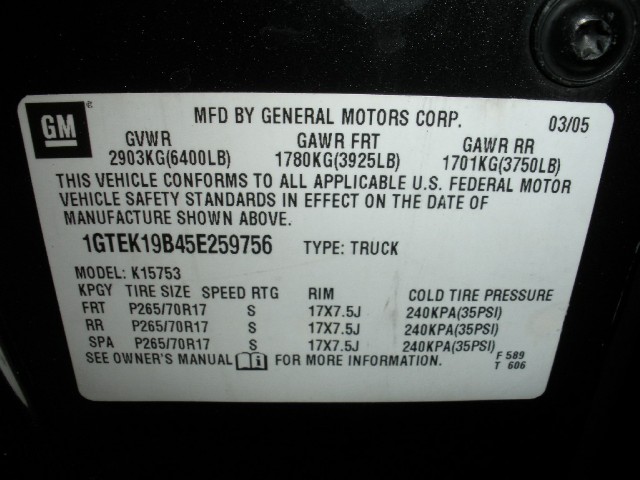 GM MFD BY GENERAL MOTORS CORP. 03/05
GVWR GAWR FRT GAWR RR
2903KG(6400LB) 1780KG(3925LB) 1701KG(3750LB)
THIS VEHICLE CONFORMS TO ALL APPLICABLE U.S. FEDERAL MOTOR
VEHICLE SAFETY STANDARDS IN EFFECT ON THE DATE OF
MANUFACTURE SHOWN ABOVE.
1GTEK19B45E259756 TYPE: TRUCK
MODEL: K15753
KPGY TIRE SIZE SPEED RTG RIM COLD TIRE PRESSURE
FRT P265/70R17 S 17X7.5J 240KPA(35PSI)
RR P265/70R17 S 17X7.5J 240KPA(35PSI)
SPA P265/70R17 S 17X7.5J 240KPA(35PSI)
SEE OWNER'S MANUAL FOR MORE INFORMATION. F 589
T 606